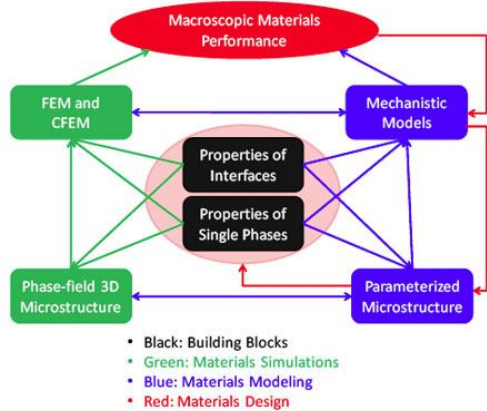 Macroscopic Materials
Performance
FEM and
CFEM
Mechanistic
Models
Properties of
Interfaces
Properties of
Single Phases
Phase-field 3D
Microstructure
Parameterized
Microstructure
• Black: Building Blocks
• Green: Materials Simulations
• Blue: Materials Modeling
• Red: Materials Design